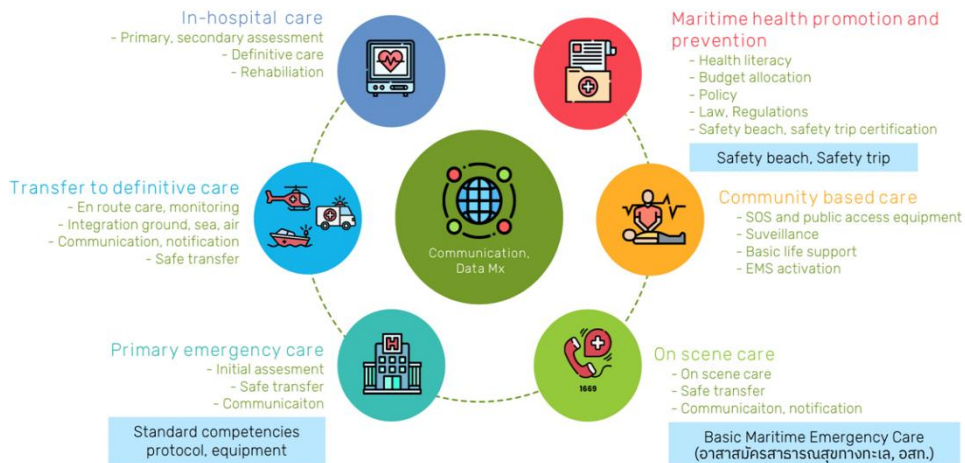 In-hospital care
- Primary, secondary assessment
- Definitive care
- Rehabiliation
Maritime health promotion and
prevention
- Health literacy
- Budget allocation
- Policy
- Law, Regulations
- Safety beach, safety trip certification
Safety beach, Safety trip
Transfer to definitive care
- En route care, monitoring
- Integration ground, sea, air
- Communication, notification
- Safe transfer
Communication,
Data Mx
Community based care
- SOS and public access equipment
- Suveillance
- Basic life support
- EMS activation
Primary emergency care
- Initial assesment
- Safe transfer
- Communicaiton
Standard competencies
protocol, equipment
H
1669
On scene care
- On scene care
- Safe transfer
- Communicaiton, notification
Basic Maritime Emergency Care
(อาสาสมัครสาธารณสุขทางทะเล, อสท.)